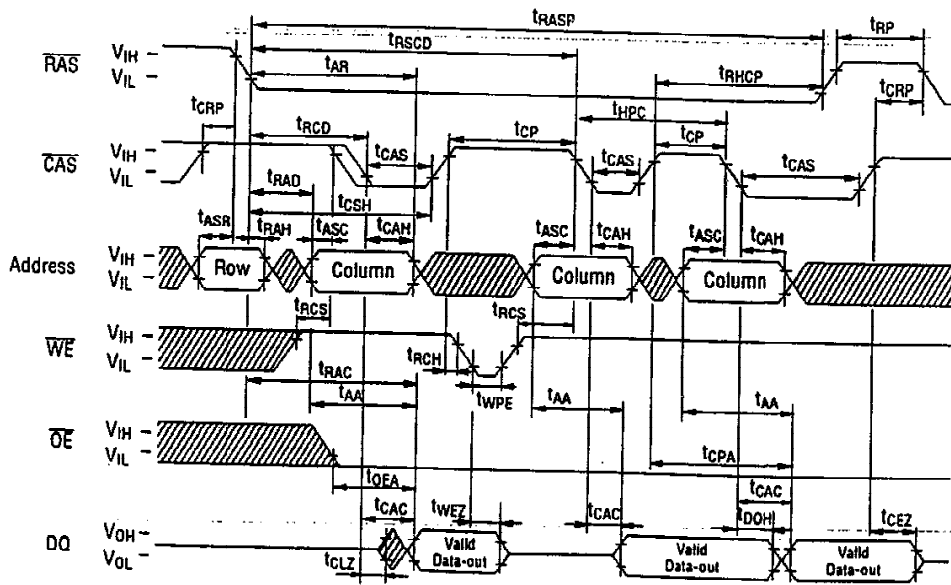 tRASP
tRP
tRSCD
RAS
VIH
VIL
tAR
tRHCP
tCRP
tCRP
tRCD
tCP
tHPC
tCP
CAS
VIH
VIL
tCAS
tCAS
tCAS
tRAD
tCSH
tASR
tRAH
tASC
tCAH
tASC
tCAH
tASC
tCAH
Address
VIH
VIL
Row
Column
Column
Column
tRCS
tRCS
WE
VIH
VIL
tRCH
tRAC
tWPE
tAA
tAA
tAA
OE
VIH
VIL
tCPA
tOEA
tCAC
tWEZ
tCAC
tCAC
tDOH
tCEZ
DQ
VOH
VOL
Valid
Data-out
Valid
Data-out
Valid
Data-out
tCLZ